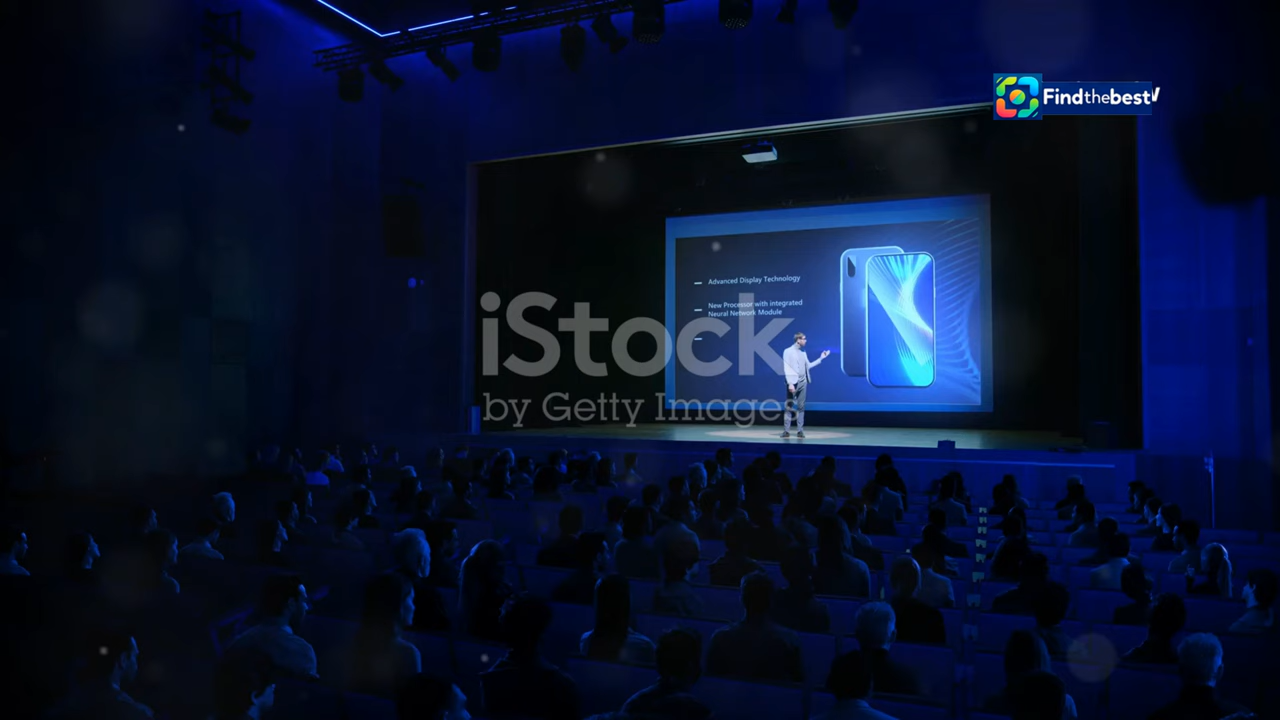 Findthebest
Advanced Display Technology
New Processor with integrated
Neural Network Module
iStock
by Getty Images